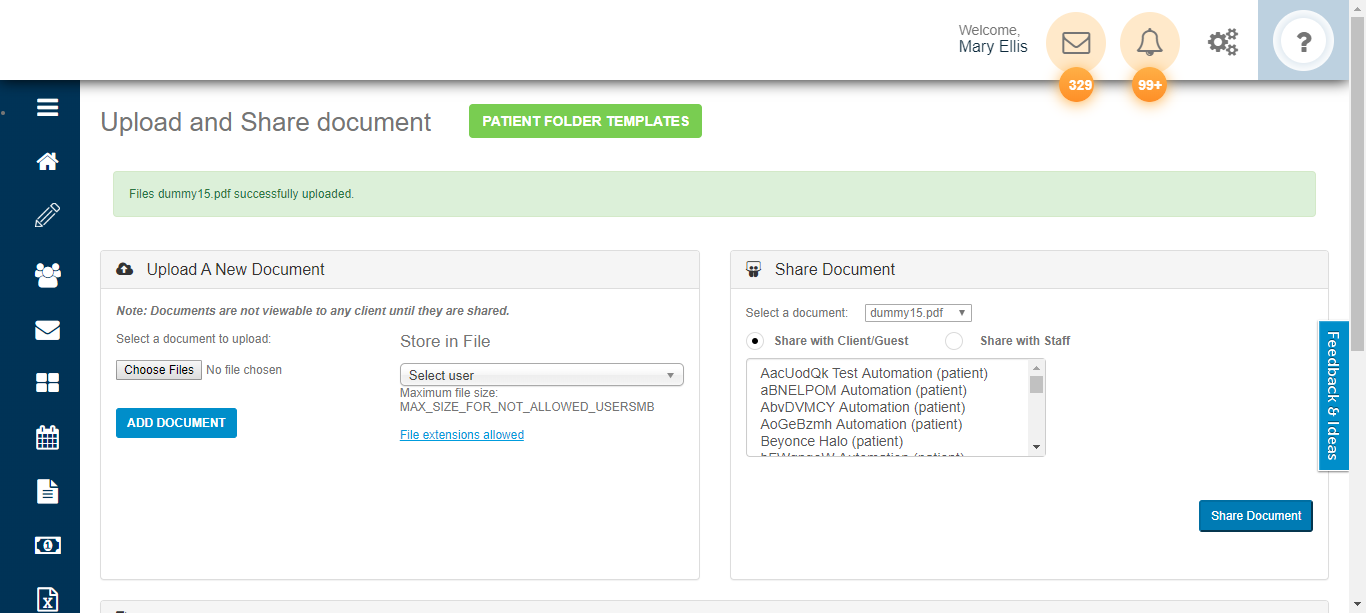 Welcome,
Mary Ellis
?
329
99+
Upload and Share document
PATIENT FOLDER TEMPLATES
Files dummy15.pdf successfully uploaded.
Upload A New Document
Note: Documents are not viewable to any client until they are shared.
Select a document to upload:
Choose Files No file chosen
ADD DOCUMENT
Store in File
Select user
Maximum file size:
MAX_SIZE_FOR_NOT_ALLOWED_USERSMB
File extensions allowed
Share Document
Select a document: dummy15.pdf
Share with Client/Guest Share with Staff
AacUodQk Test Automation (patient)
aBNELPOM Automation (patient)
AbvDVMCY Automation (patient)
AoGeBzmh Automation (patient)
Beyonce Halo (patient)
Share Document
Feedback & Ideas